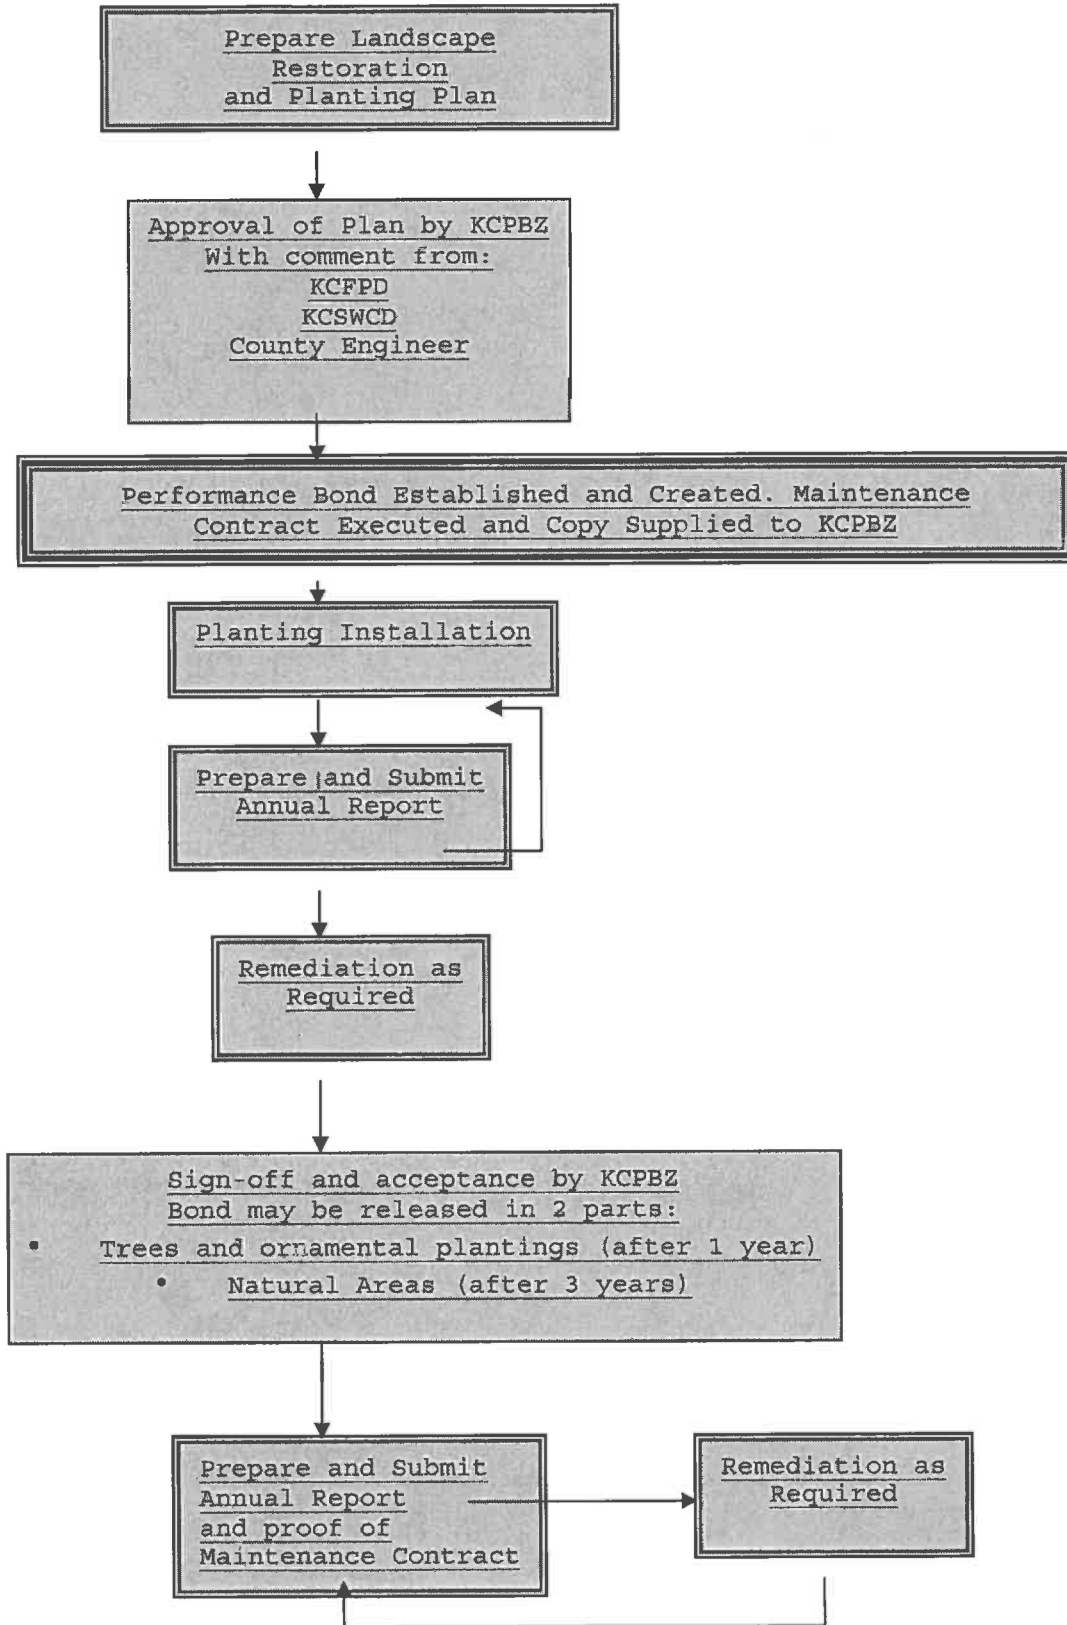 Prepare Landscape
Restoration
and Planting Plan
Approval of Plan by KCPBZ
With comment from:
KCFPD
KCSWCD
County Engineer
Performance Bond Established and Created. Maintenance
Contract Executed and Copy Supplied to KCPBZ
Planting Installation
Prepare and Submit
Annual Report
Remediation as
Required
Sign-off and acceptance by KCPBZ
Bond may be released in 2 parts:
• Trees and ornamental plantings (after 1 year)
• Natural Areas (after 3 years)
Prepare and Submit
Annual Report
and proof of
Maintenance Contract
Remediation as
Required